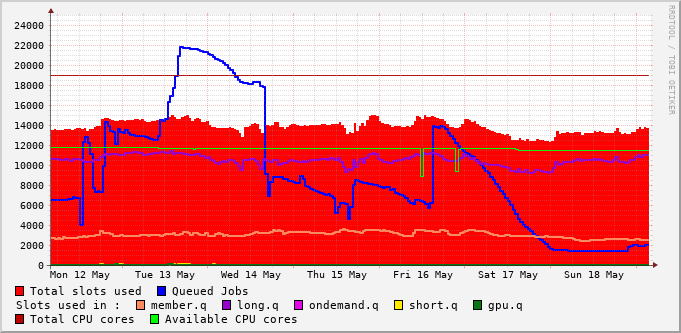 RRDTOOL / TOBI OETIKER
24000
22000
20000
18000
16000
14000
12000
10000
8000
6000
4000
2000
0
Mon 12 May Tue 13 May Wed 14 May Thu 15 May Fri 16 May Sat 17 May Sun 18 May
Total slots used Queued Jobs
Slots used in : member.q long.q ondemand.q short.q gpu.q
Total CPU cores Available CPU cores